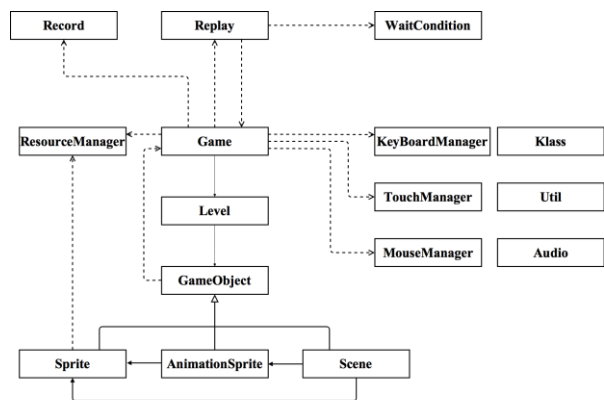 Record
Replay
WaitCondition
ResourceManager
Game
KeyBoardManager
Klass
Level
TouchManager
Util
GameObject
MouseManager
Audio
Sprite
AnimationSprite
Scene